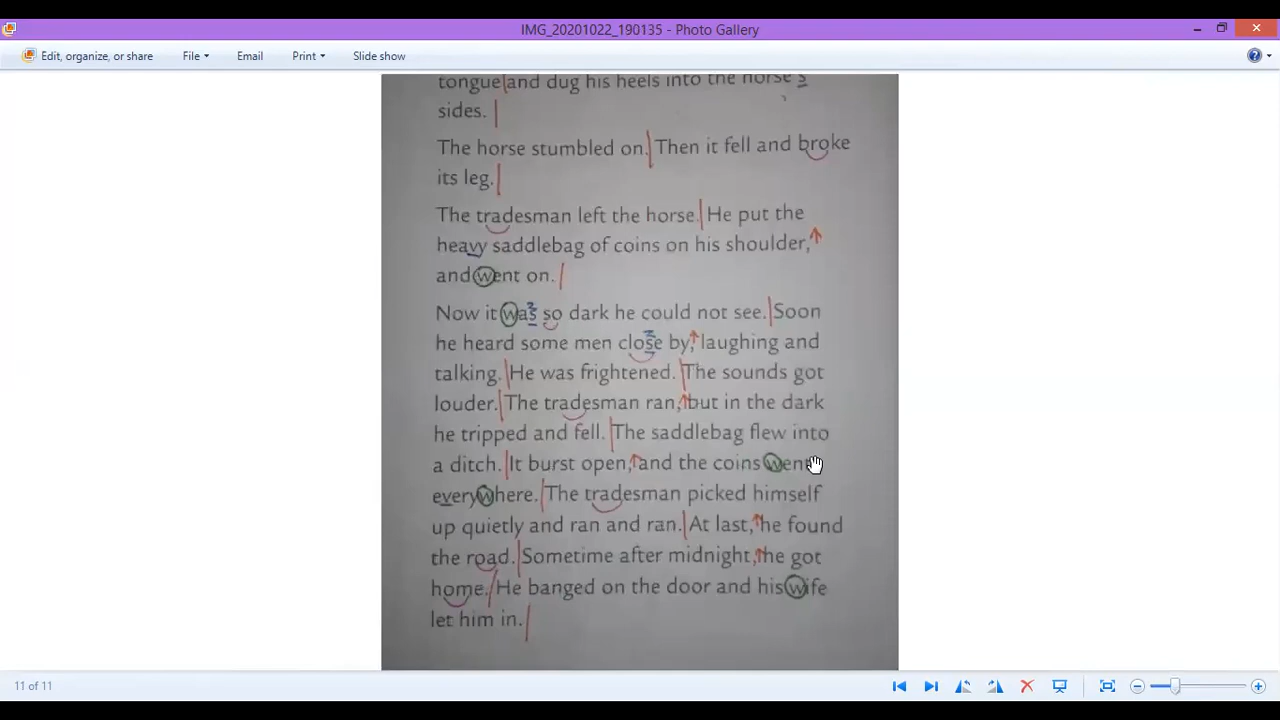 IMG_20201022_190135 - Photo Gallery
Edit, organize, or share File Email Print Slide show
tongue and dug his heels into the horse's
sides.
The horse stumbled on. Then it fell and broke
its leg.
The tradesman left the horse. He put the
heavy saddlebag of coins on his shoulder,
and went on.
Now it was so dark he could not see. Soon
he heard some men close by, laughing and
talking. He was frightened. The sounds got
louder. The tradesman ran, but in the dark
he tripped and fell. The saddlebag flew into
a ditch. It burst open, and the coins went
everywhere. The tradesman picked himself
up quietly and ran and ran. At last, he found
the road. Sometime after midnight, he got
home. He banged on the door and his wife
let him in.
11 of 11